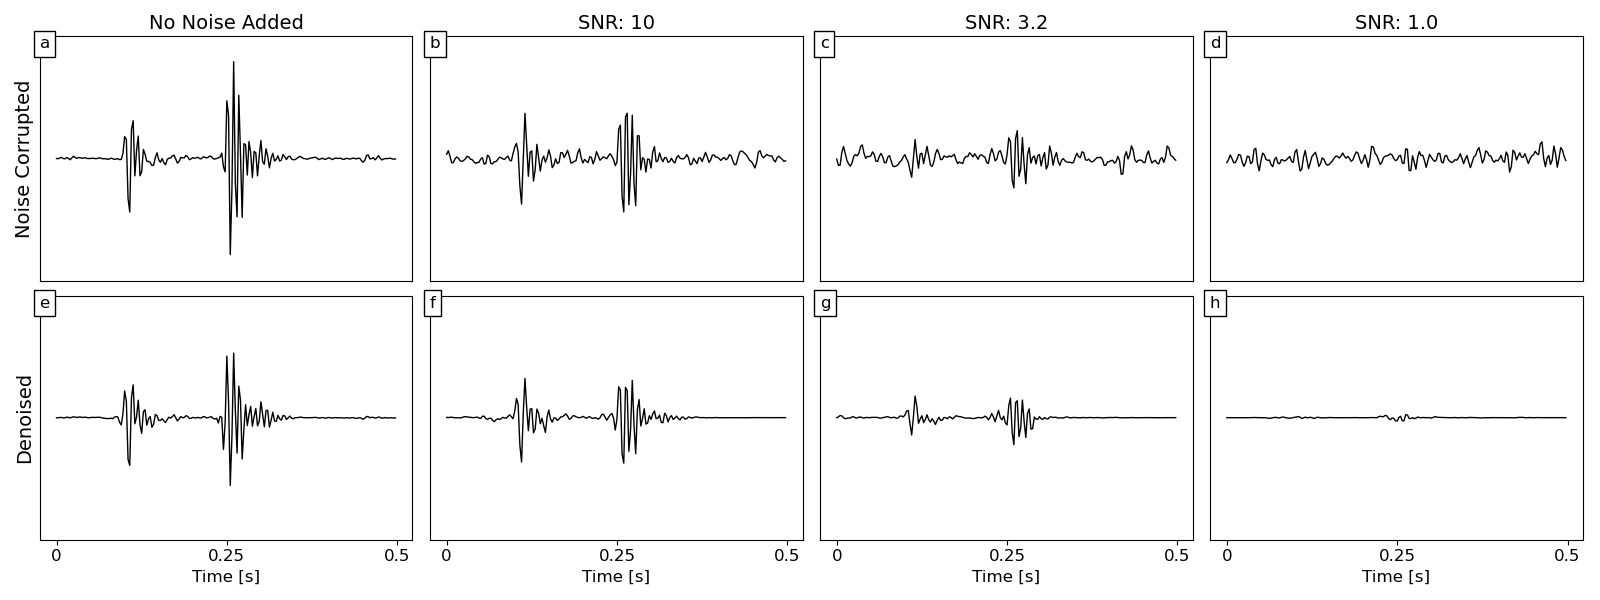 No Noise Added
SNR: 10
SNR: 3.2
SNR: 1.0
Noise Corrupted
a
b
c
d
Denoised
e
f
g
h
0 0.25 0.5
0 0.25 0.5
0 0.25 0.5
0 0.25 0.5
Time [s]
Time [s]
Time [s]
Time [s]